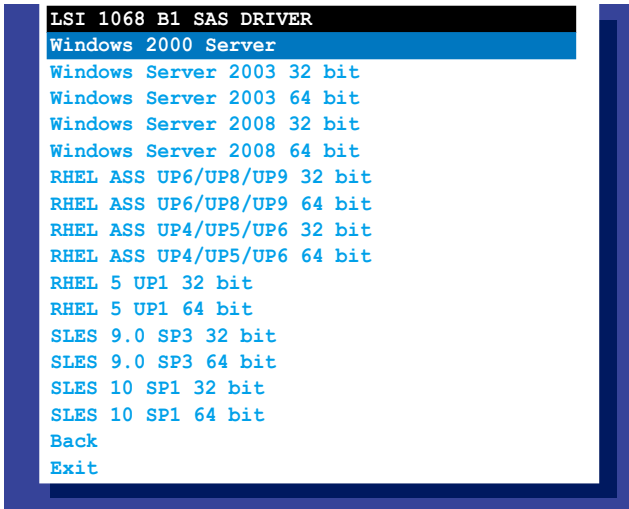 LSI 1068 B1 SAS DRIVER
Windows 2000 Server
Windows Server 2003 32 bit
Windows Server 2003 64 bit
Windows Server 2008 32 bit
Windows Server 2008 64 bit
RHEL ASS UP6/UP8/UP9 32 bit
RHEL ASS UP6/UP8/UP9 64 bit
RHEL ASS UP4/UP5/UP6 32 bit
RHEL ASS UP4/UP5/UP6 64 bit
RHEL 5 UP1 32 bit
RHEL 5 UP1 64 bit
SLES 9.0 SP3 32 bit
SLES 9.0 SP3 64 bit
SLES 10 SP1 32 bit
SLES 10 SP1 64 bit
Back
Exit